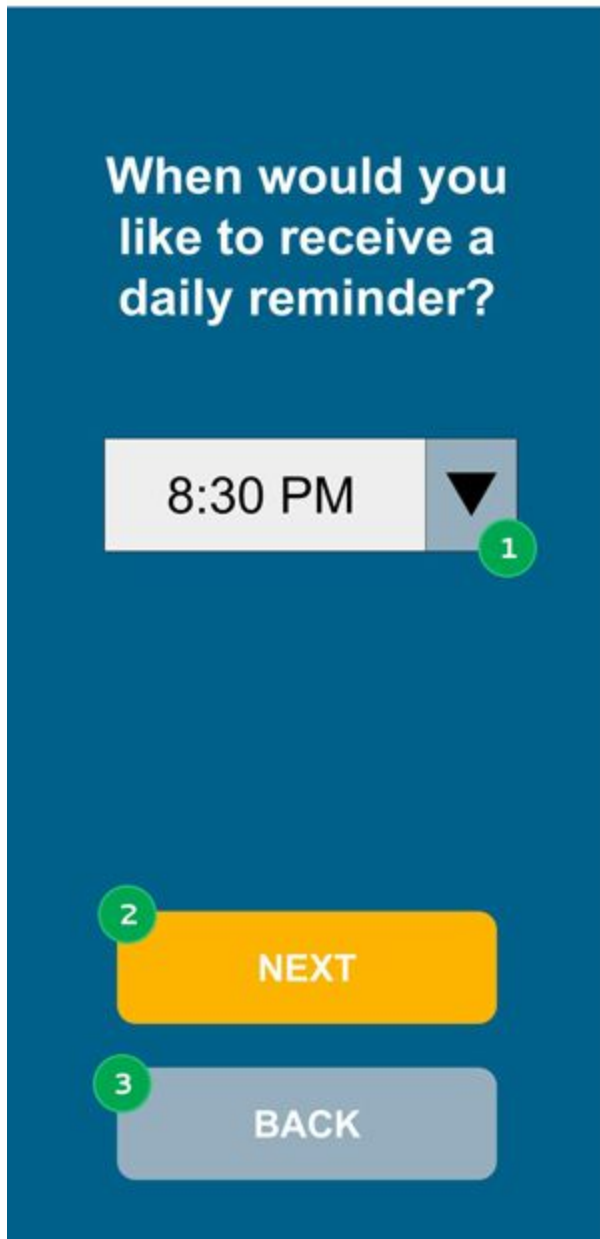 When would you
like to receive a
daily reminder?
8:30 PM
1
2
NEXT
3
BACK